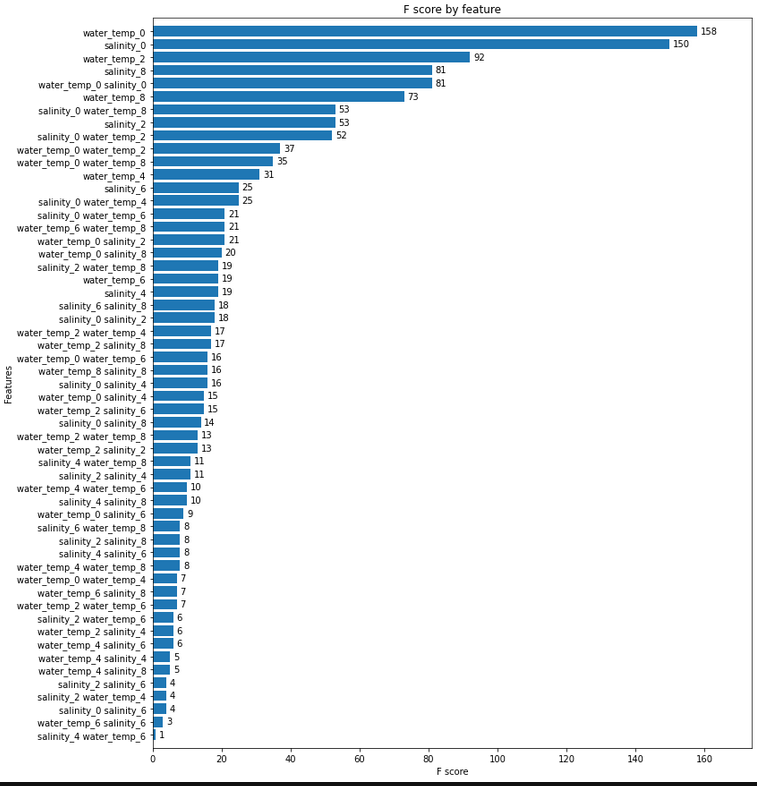 F score by feature
water_temp_0 158
salinity_0 150
water_temp_2 92
salinity_8 81
water_temp_0 salinity_0 81
water_temp_8 73
salinity_0 water_temp_8 53
salinity_2 53
salinity_0 water_temp_2 52
water_temp_0 water_temp_2 37
water_temp_0 water_temp_8 35
water_temp_4 31
salinity_6 25
salinity_0 water_temp_4 25
salinity_0 water_temp_6 21
water_temp_6 water_temp_8 21
water_temp_0 salinity_2 21
water_temp_0 salinity_8 20
salinity_2 water_temp_8 19
water_temp_6 19
salinity_4 19
salinity_6 salinity_8 18
salinity_0 salinity_2 18
water_temp_2 water_temp_4 17
water_temp_2 salinity_8 17
water_temp_0 water_temp_6 16
water_temp_8 salinity_8 16
salinity_0 salinity_4 16
water_temp_0 salinity_4 15
water_temp_2 salinity_6 15
salinity_0 salinity_8 14
water_temp_2 water_temp_8 13
water_temp_2 salinity_2 13
salinity_4 water_temp_8 11
salinity_2 salinity_4 11
water_temp_4 water_temp_6 10
salinity_4 salinity_8 10
water_temp_0 salinity_6 9
salinity_6 water_temp_8 8
salinity_2 salinity_8 8
salinity_4 salinity_6 8
water_temp_4 water_temp_8 8
water_temp_0 water_temp_4 7
water_temp_6 salinity_8 7
water_temp_2 water_temp_6 7
salinity_2 water_temp_6 6
water_temp_2 salinity_4 6
water_temp_4 salinity_6 6
water_temp_4 salinity_4 5
water_temp_4 salinity_8 5
salinity_2 salinity_6 4
salinity_2 water_temp_4 4
salinity_0 salinity_6 4
water_temp_6 salinity_6 3
salinity_4 water_temp_6 1
Features
0 20 40 60 80 100 120 140 160
F score